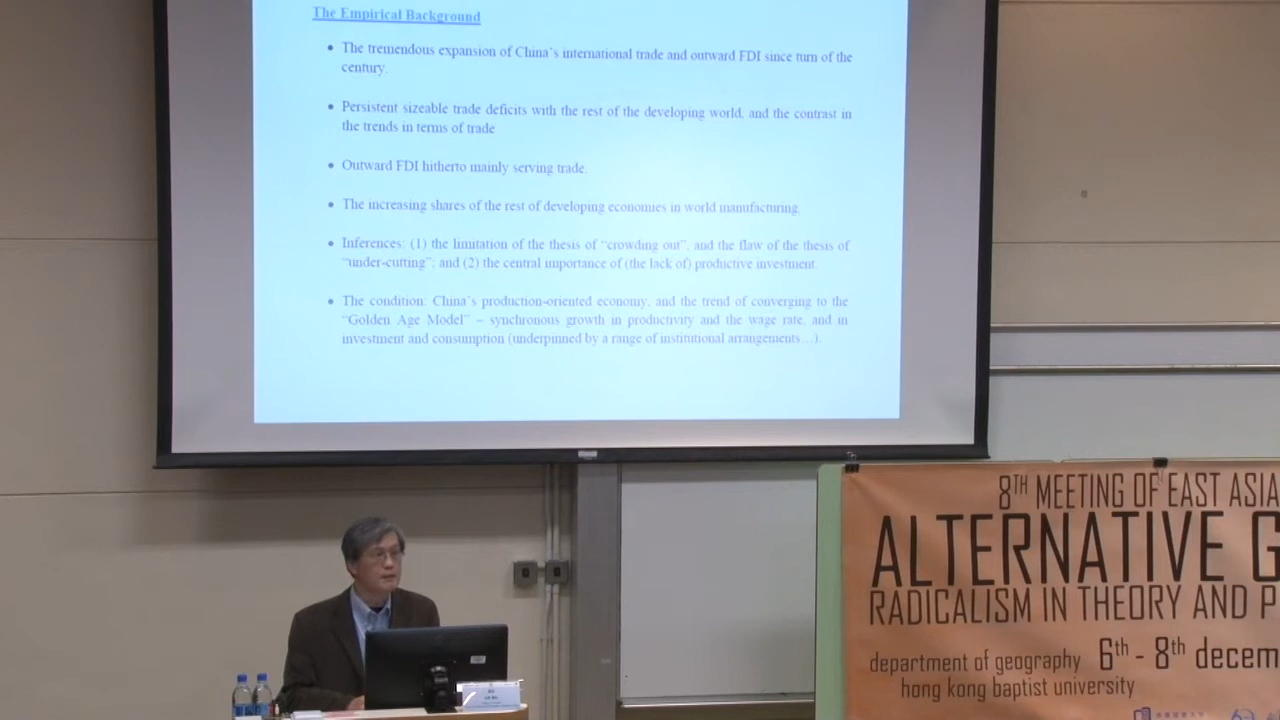 The Empirical Background
• The tremendous expansion of China's international trade and outward FDI since turn of the
century.
• Persistent sizeable trade deficits with the rest of the developing world, and the contrast in
the trends in terms of trade
• Outward FDI hitherto mainly serving trade.
• The increasing shares of the rest of developing economies in world manufacturing.
• Inferences: (1) the limitation of the thesis of “crowding out”, and the flaw of the thesis of
“under-cutting”; and (2) the central importance of (the lack of) productive investment.
• The condition: China's production-oriented economy, and the trend of converging to the
“Golden Age Model” – synchronous growth in productivity and the wage rate, and in
investment and consumption (underpinned by a range of institutional arrangements…).
8TH MEETING OF EAST ASIA
ALTERNATIVE G
RADICALISM IN THEORY AND P
department of geography 6th - 8th decem
hong kong baptist university